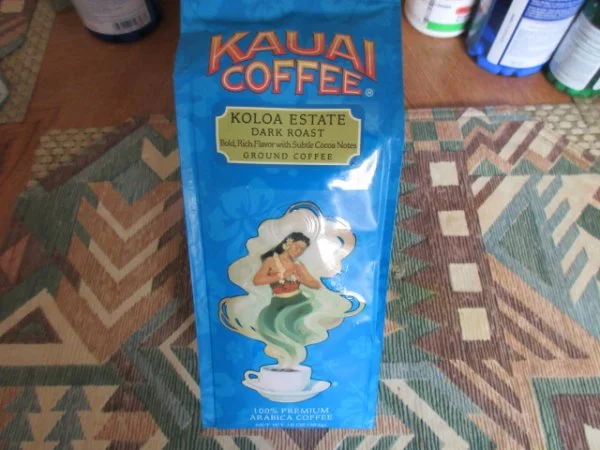 KAUAI
COFFEE®
KOLOA ESTATE
DARK ROAST
Bold, Rich Flavor with Subtle Cocoa Notes
GROUND COFFEE
100% PREMIUM
ARABICA COFFEE